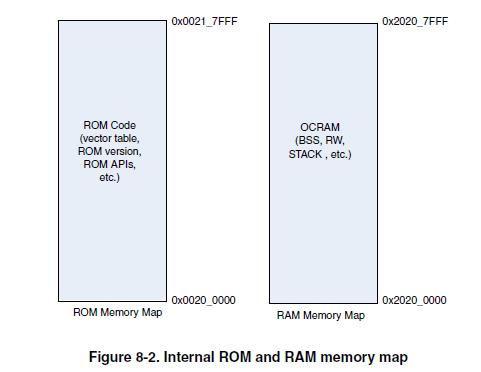 0x0021_7FFF
ROM Code
(vector table,
ROM version,
ROM APIs,
etc.)
0x0020_0000
ROM Memory Map
0x2020_7FFF
OCRAM
(BSS, RW,
STACK , etc.)
0x2020_0000
RAM Memory Map
Figure 8-2. Internal ROM and RAM memory map